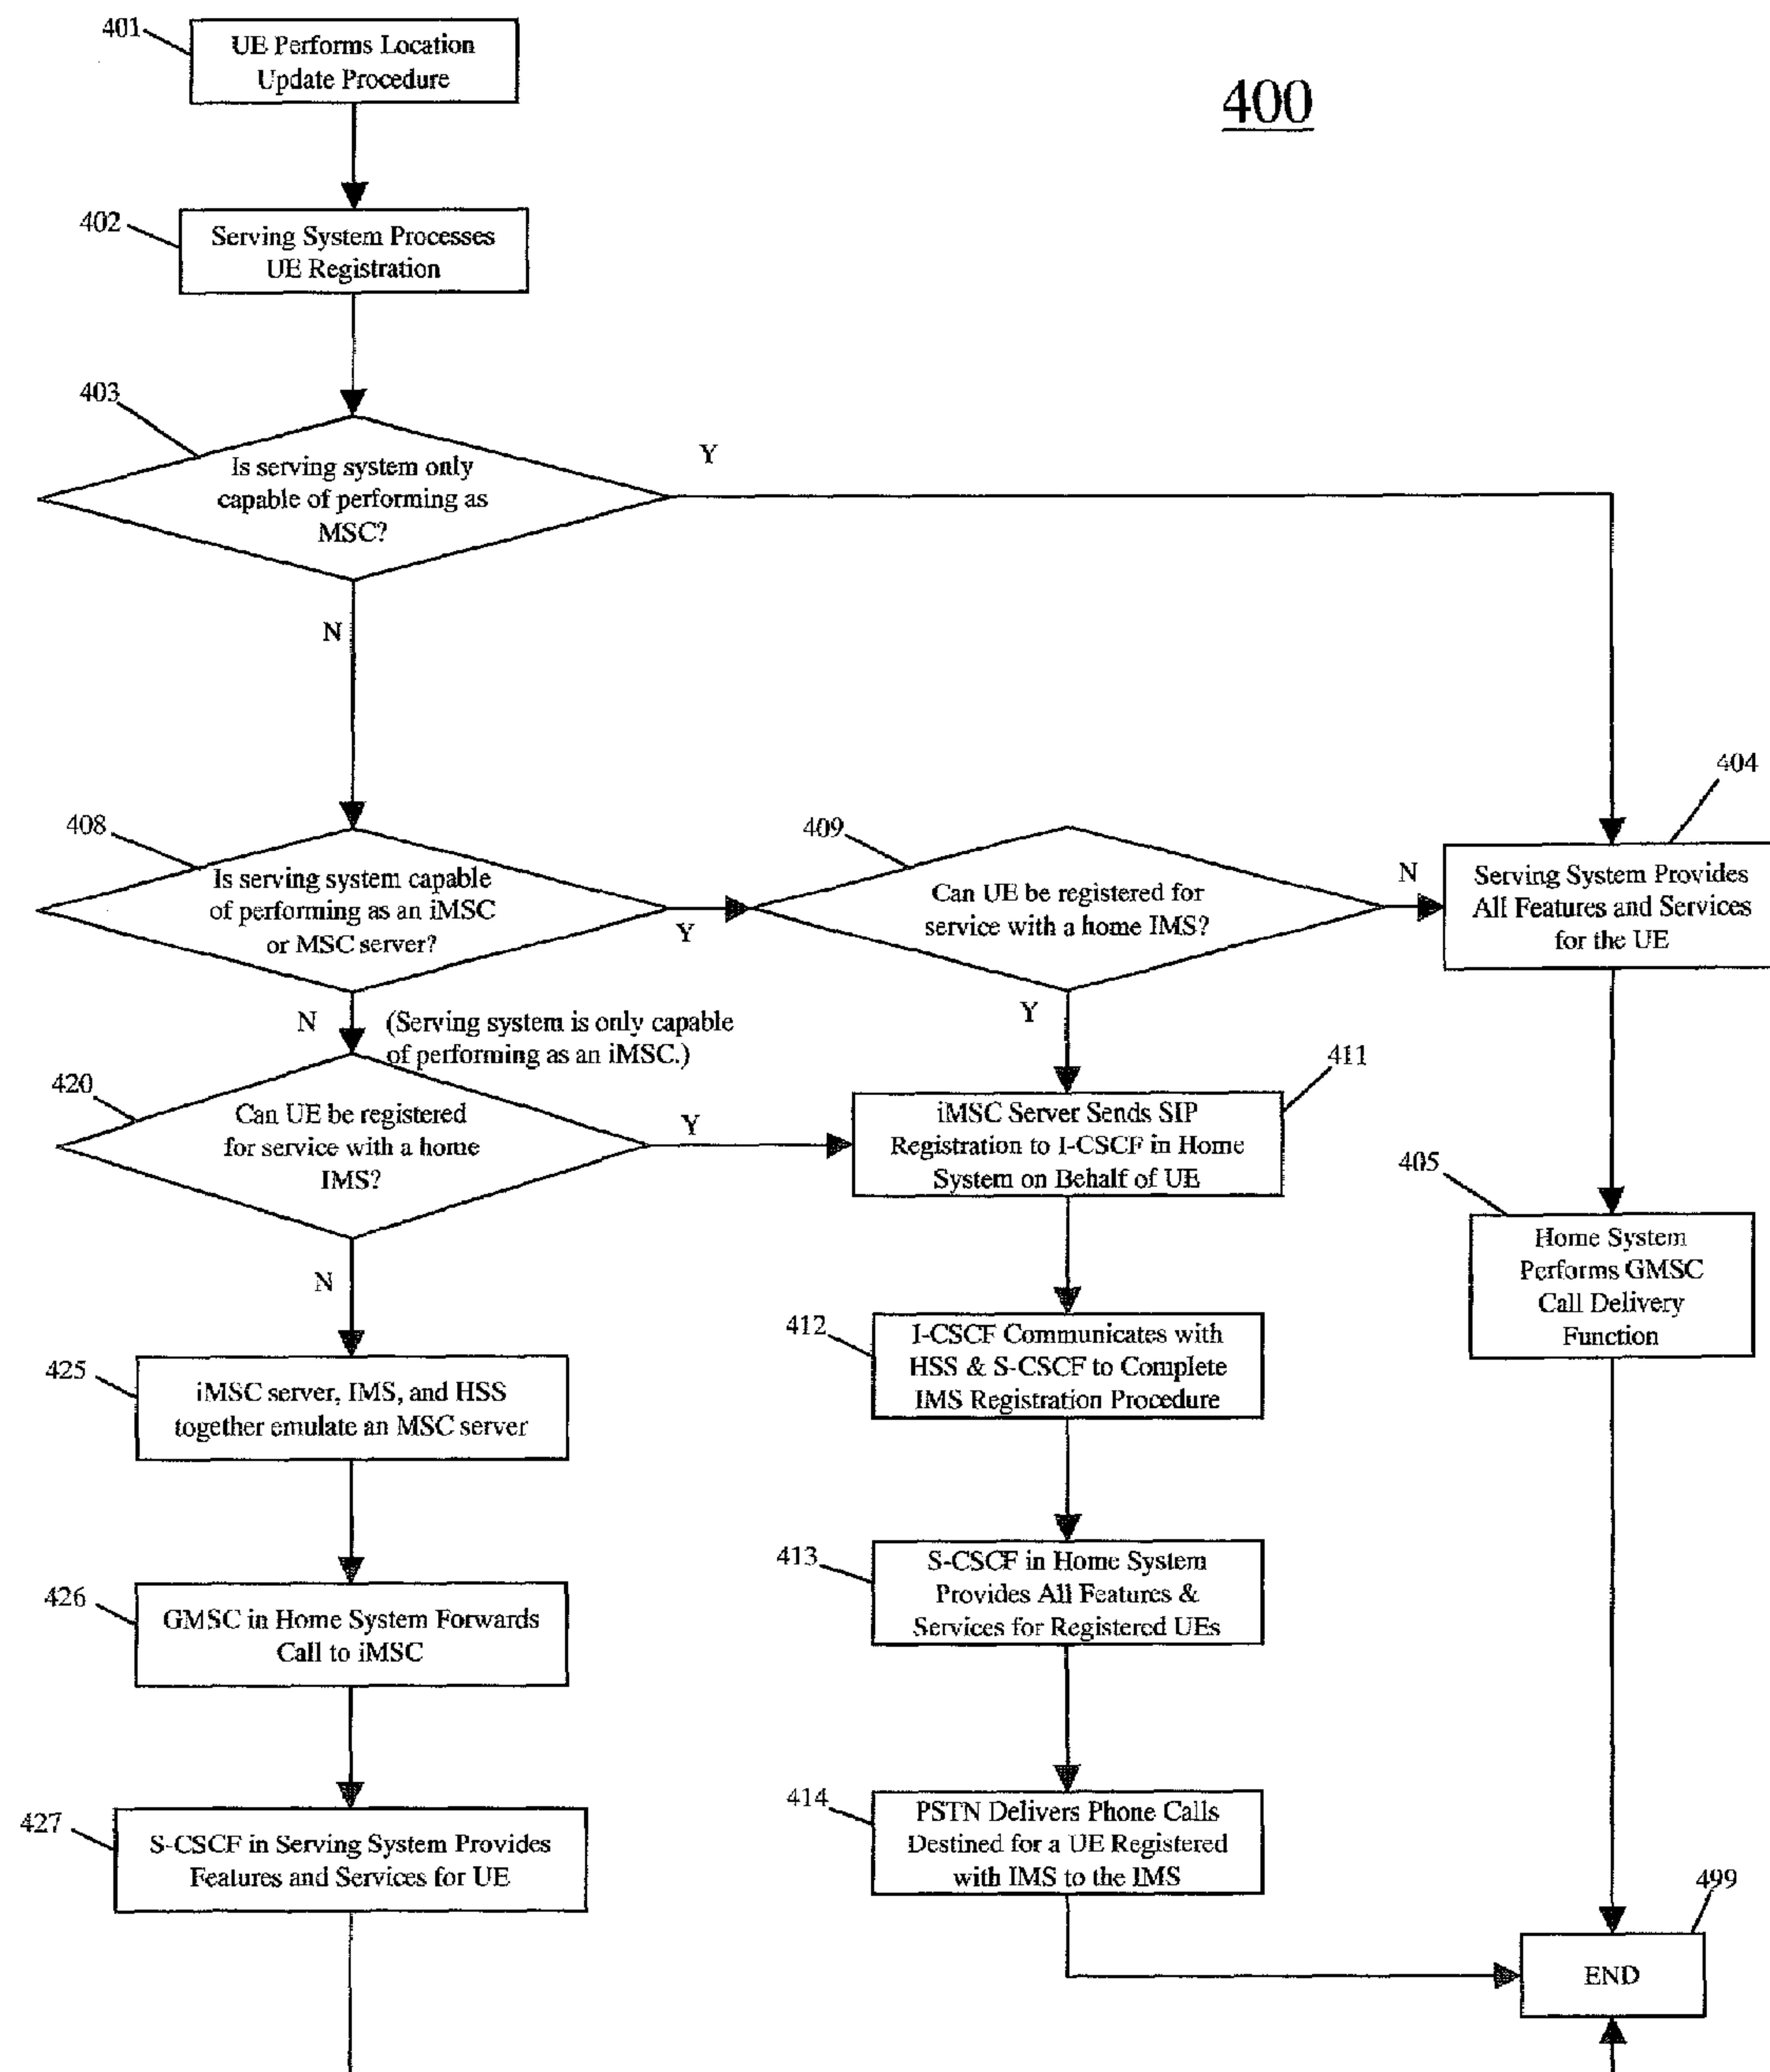 401
UE Performs Location
Update Procedure
400
402
Serving System Processes
UE Registration
403
Is serving system only
capable of performing as
MSC?
Y
N
404
408
Is serving system capable
of performing as an iMSC
or MSC server?
Y
409
Can UE be registered for
service with a home IMS?
N
Serving System Provides
All Features and Services
for the UE
N
(Serving system is only capable
of performing as an iMSC.)
Y
420
Can UE be registered
for service with a home
IMS?
Y
411
iMSC Server Sends SIP
Registration to I-CSCF in Home
System on Behalf of UE
405
Home System
Performs GMSC
Call Delivery
Function
N
412
I-CSCF Communicates with
HSS & S-CSCF to Complete
IMS Registration Procedure
425
iMSC server, IMS, and HSS
together emulate an MSC server
413
S-CSCF in Home System
Provides All Features &
Services for Registered UEs
426
GMSC in Home System Forwards
Call to iMSC
414
PSTN Delivers Phone Calls
Destined for a UE Registered
with IMS to the IMS
427
S-CSCF in Serving System Provides
Features and Services for UE
499
END